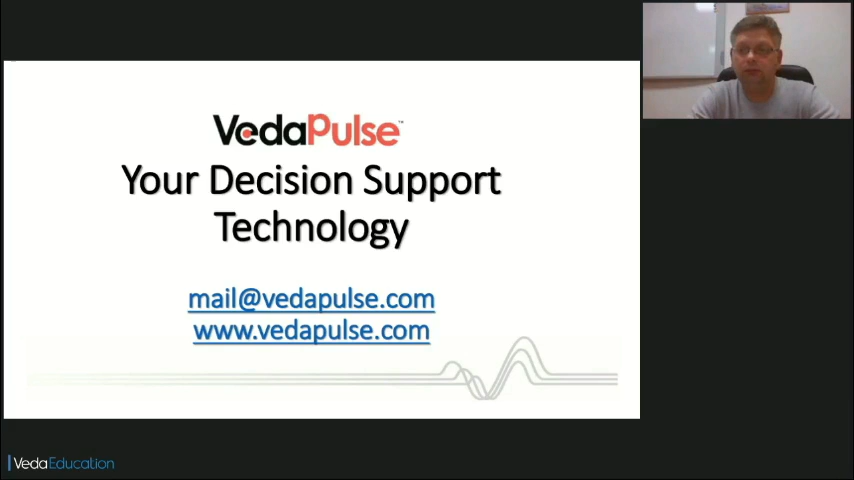 VedaPulse™
Your Decision Support
Technology
mail@vedapulse.com
www.vedapulse.com
VedaEducation